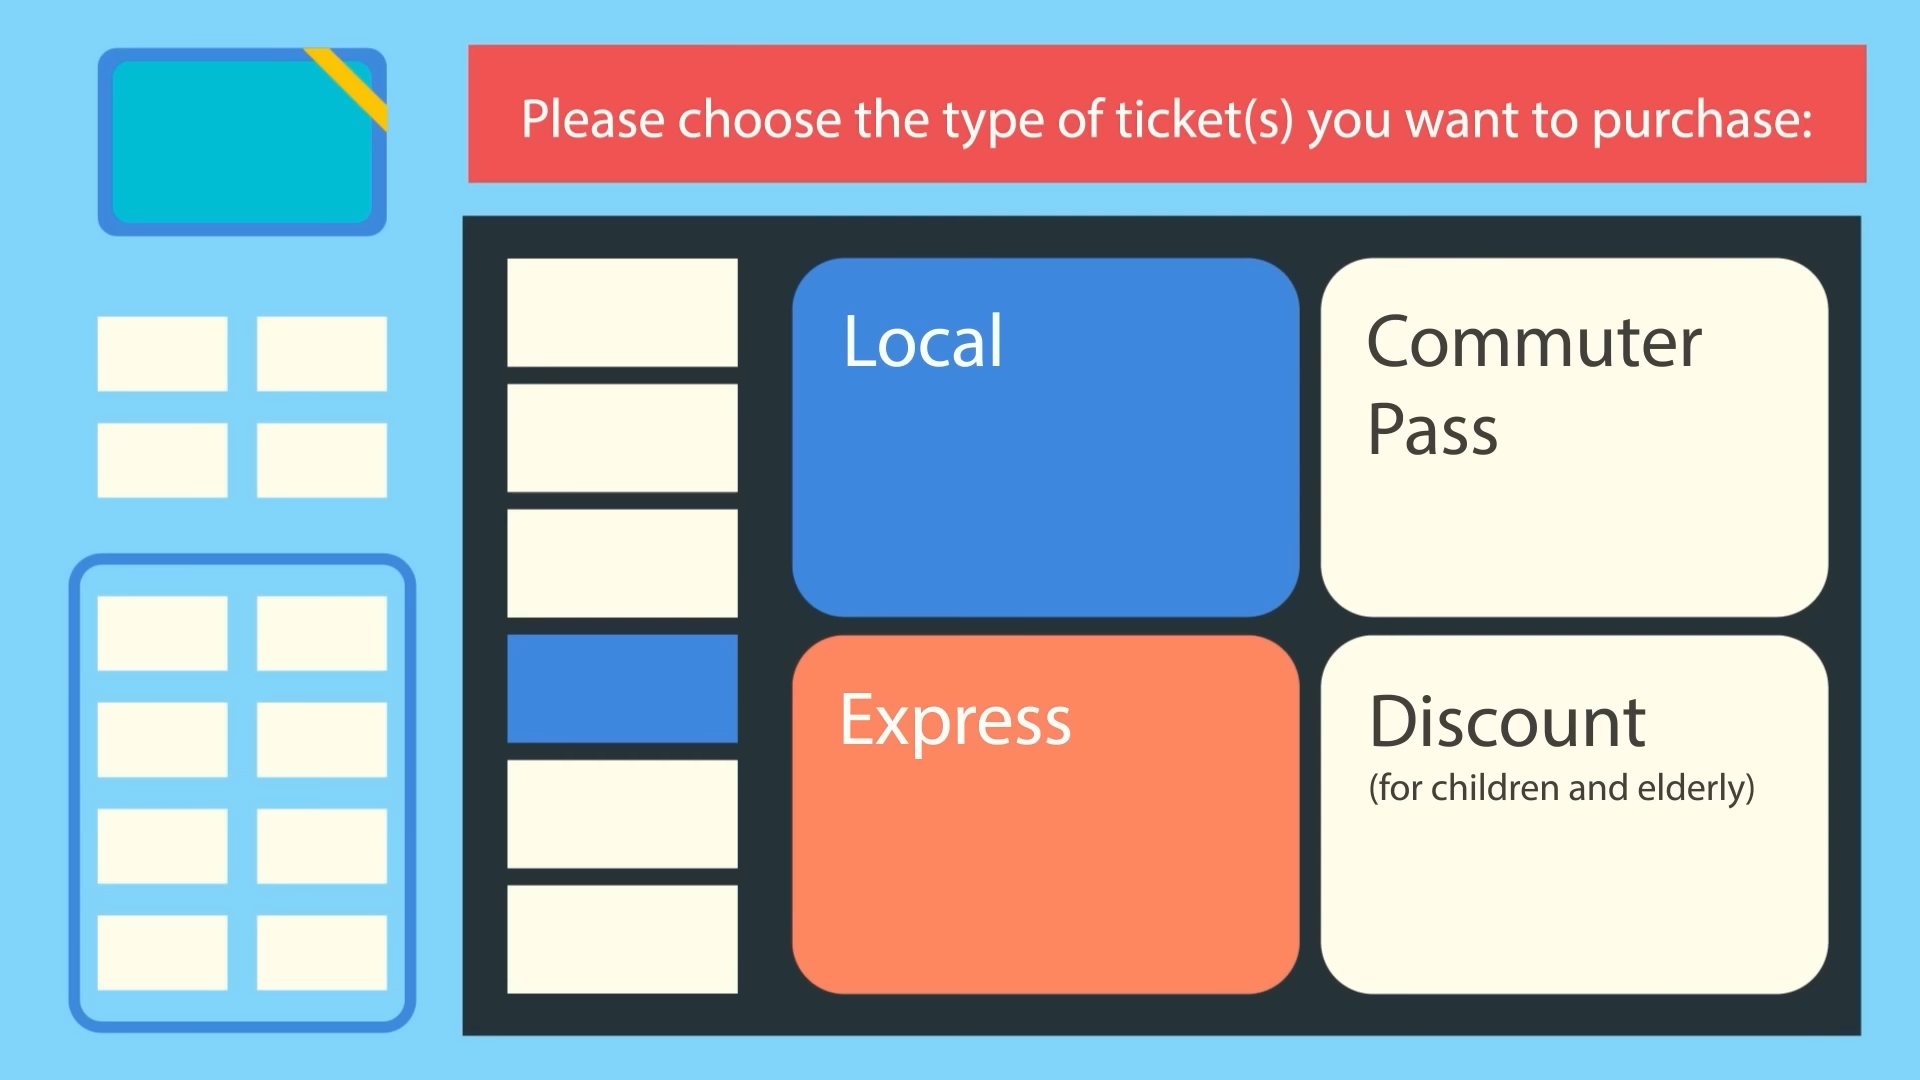 Please choose the type of ticket(s) you want to purchase:
Local
Commuter
Pass
Express
Discount
(for children and elderly)